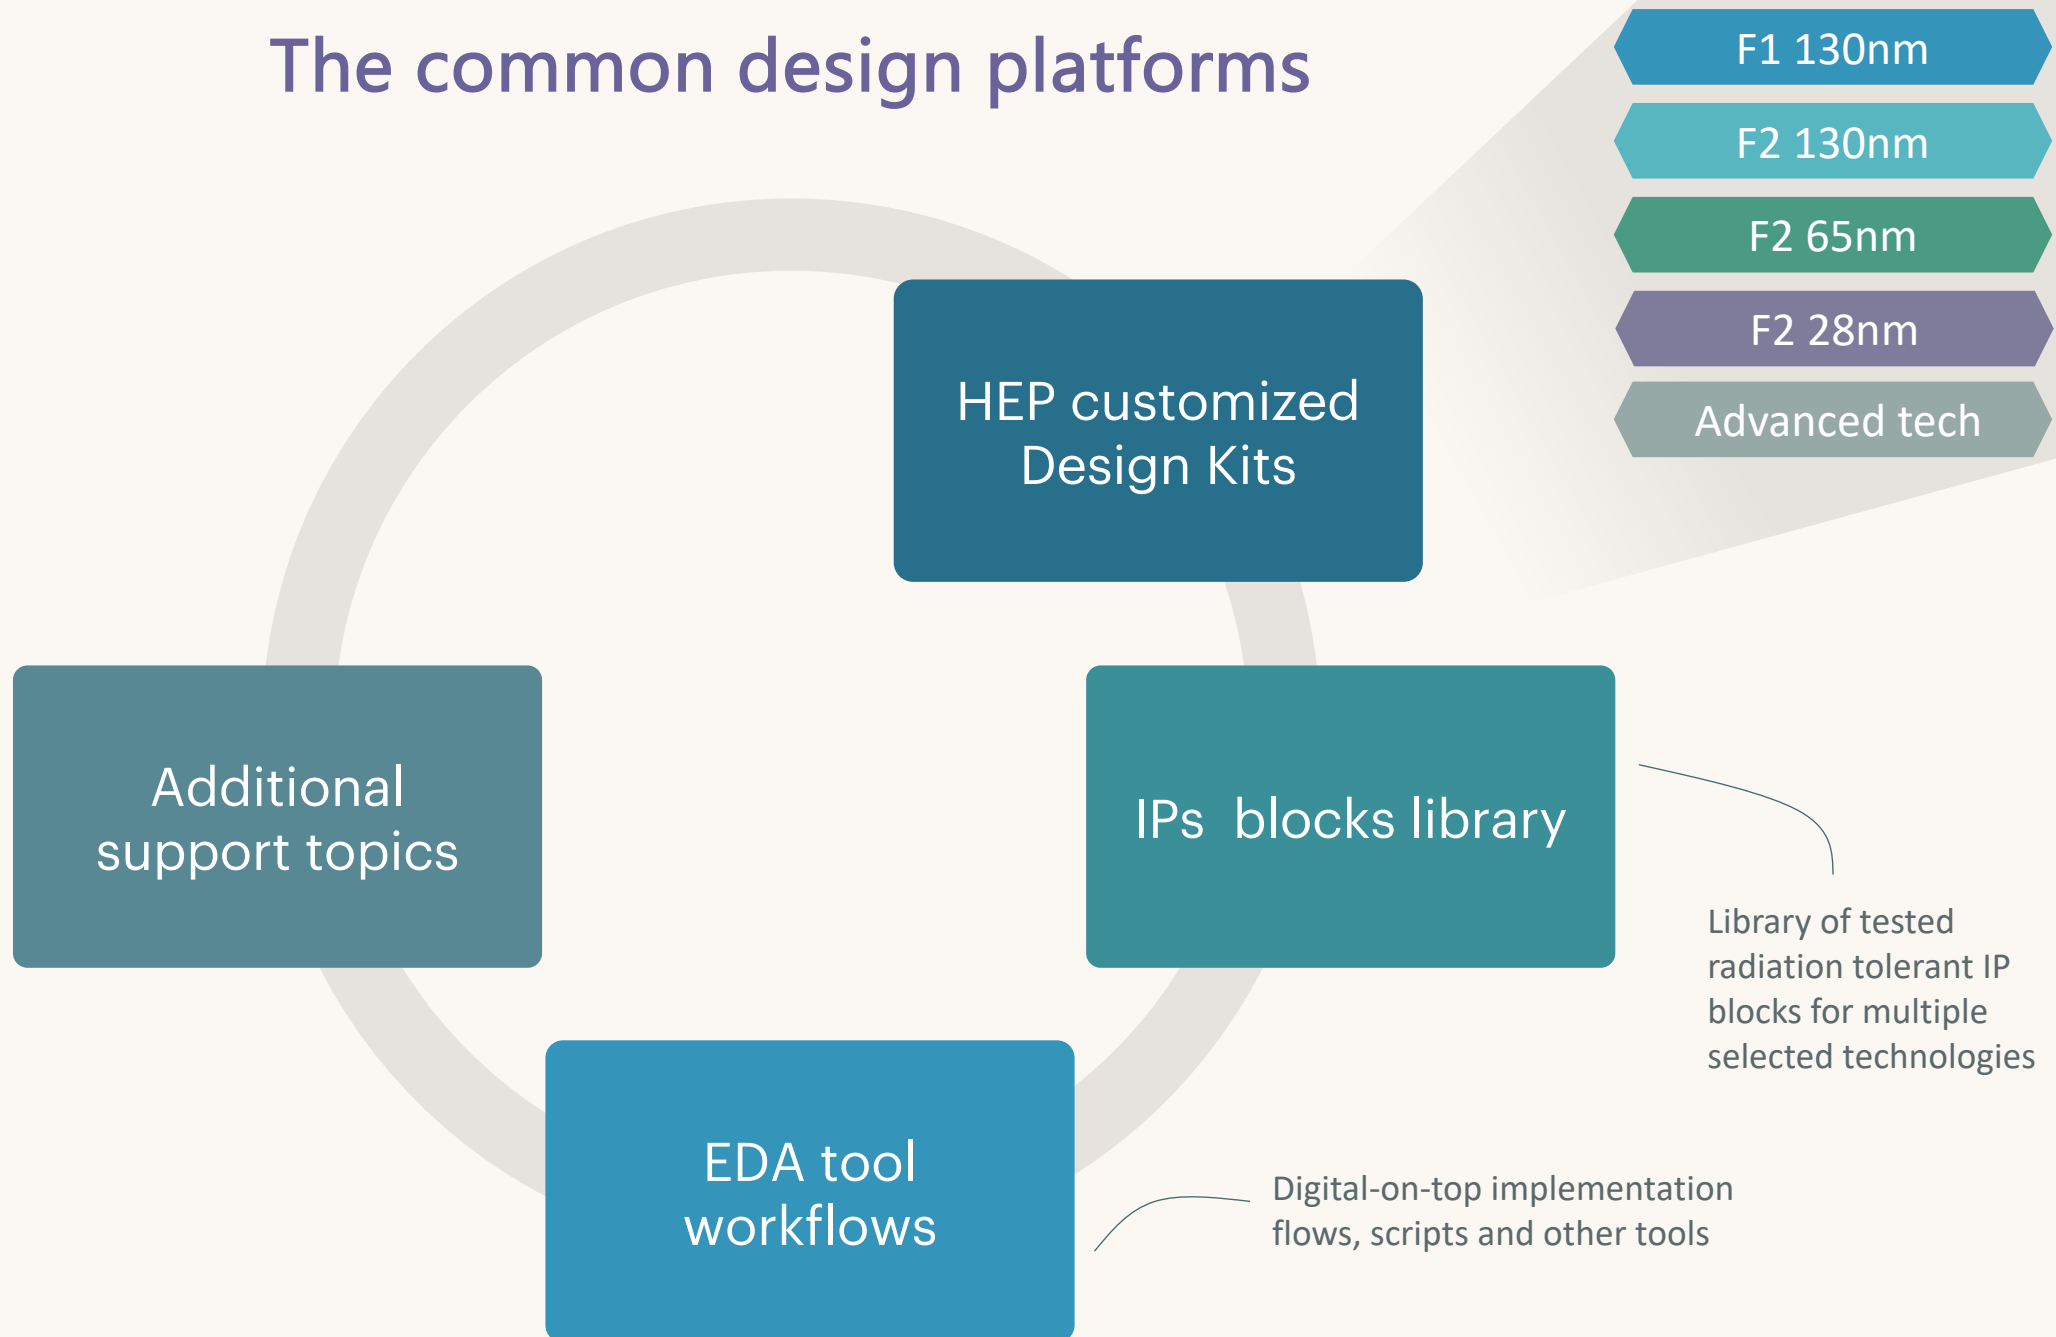 The common design platforms
F1 130nm
F2 130nm
F2 65nm
F2 28nm
Advanced tech
HEP customized
Design Kits
Additional
support topics
IPs  blocks library
Library of tested
radiation tolerant IP
blocks for multiple
selected technologies
EDA tool
workflows
Digital-on-top implementation
flows, scripts and other tools